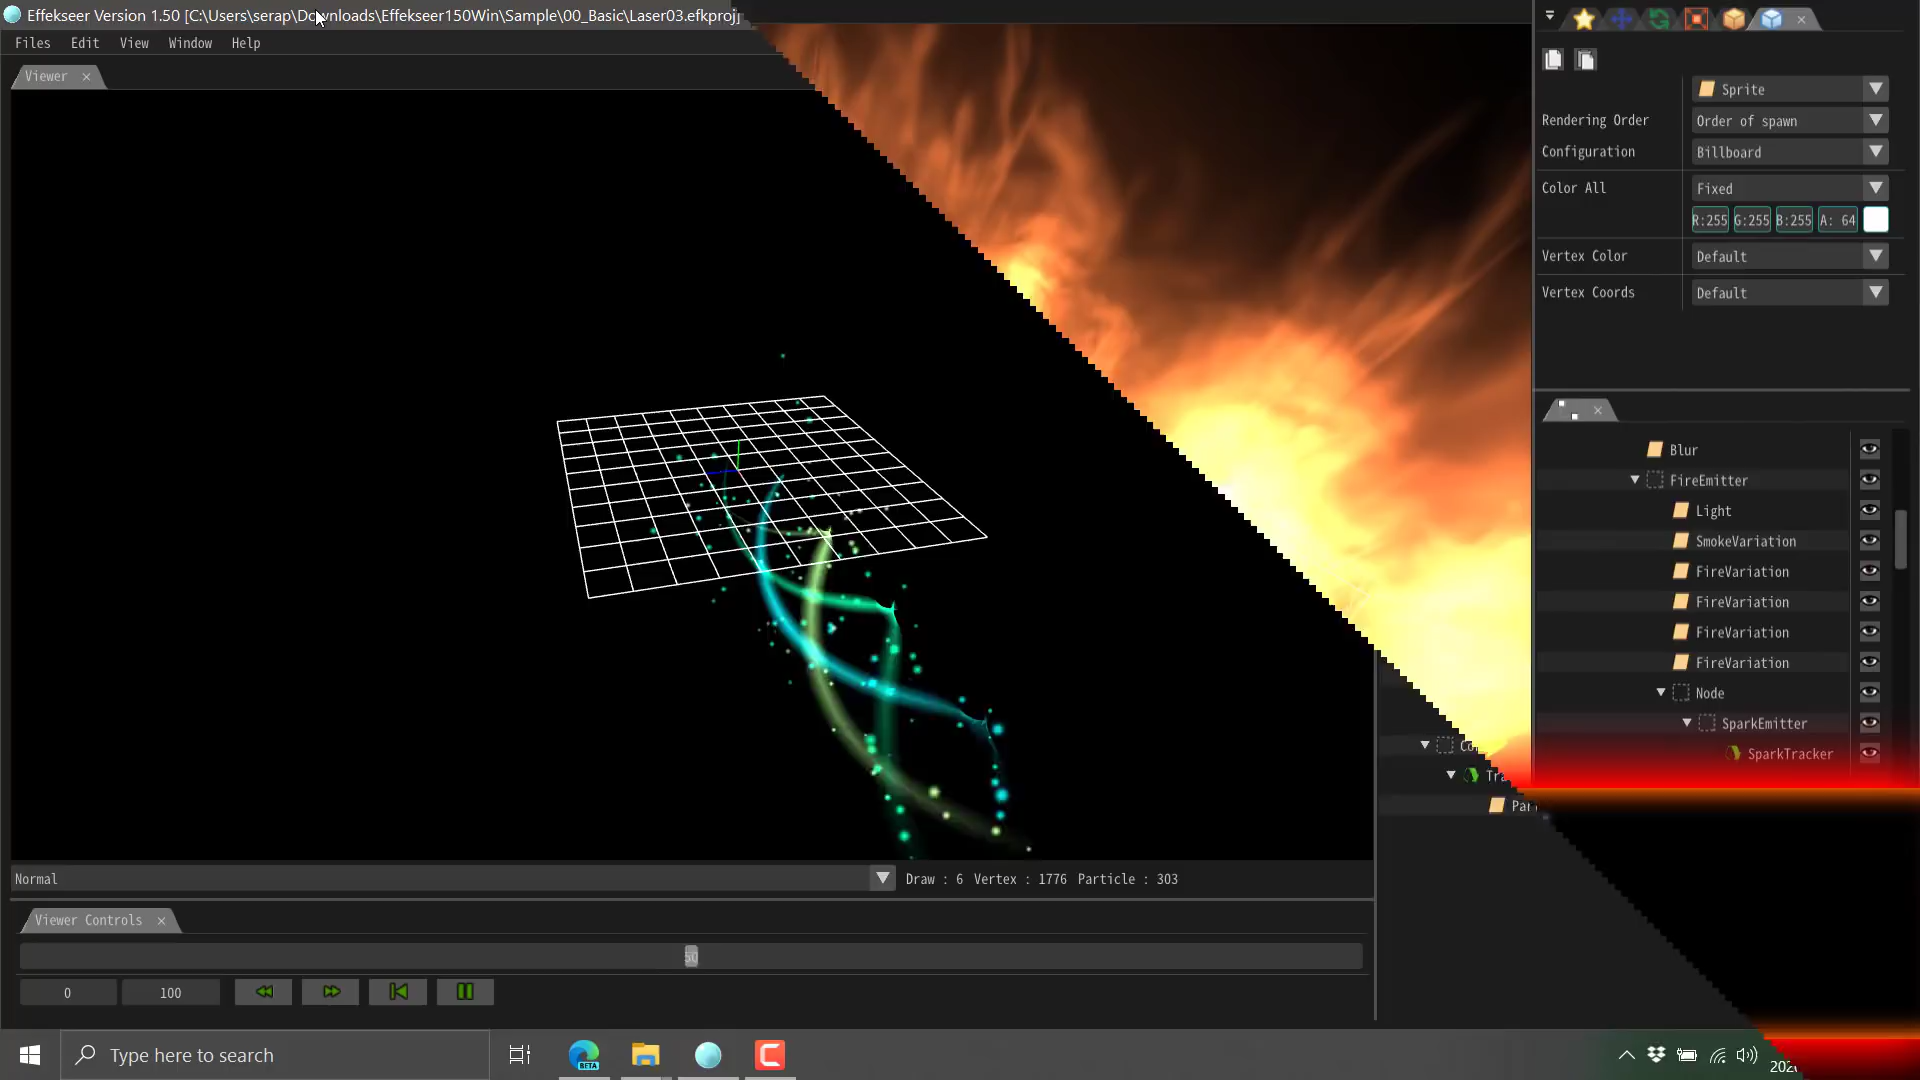 Effekseer Version 1.50 [C:\Users\serap\Downloads\Effekseer150Win\Sample\00_Basic\Laser03.efkproj]
Files Edit View Window Help
Viewer
Normal
Draw : 6 Vertex : 1776 Particle : 303
Viewer Controls
50
0 100
Sprite
Rendering Order Order of spawn
Configuration Billboard
Color All Fixed
R:255 G:255 B:255 A: 64
Vertex Color Default
Vertex Coords Default
Blur
FireEmitter
Light
SmokeVariation
FireVariation
FireVariation
FireVariation
FireVariation
Node
SparkEmitter
SparkTracker
Type here to search
BETA